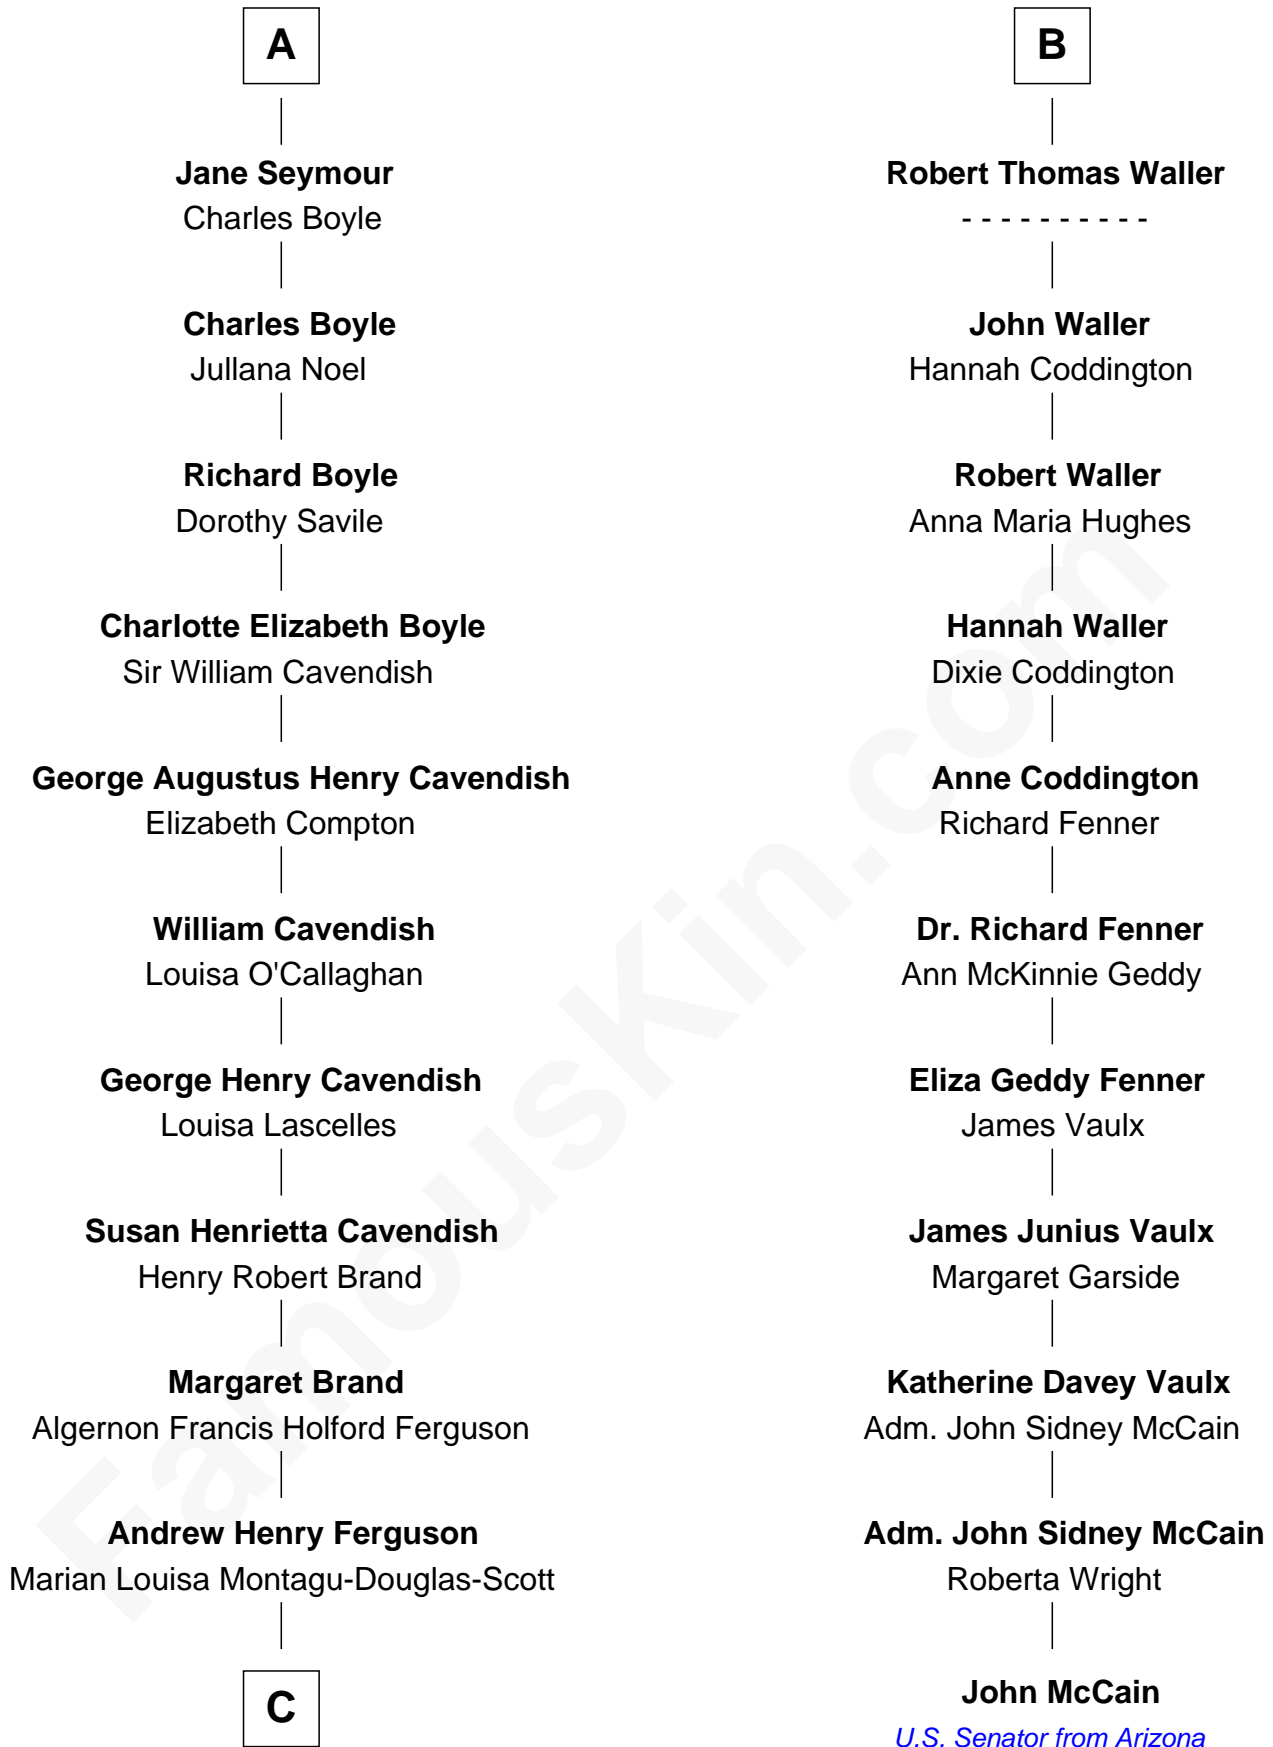 A
Jane Seymour
Charles Boyle
Charles Boyle
Jullana Noel
Richard Boyle
Dorothy Savile
Charlotte Elizabeth Boyle
Sir William Cavendish
George Augustus Henry Cavendish
Elizabeth Compton
William Cavendish
Louisa O'Callaghan
George Henry Cavendish
Louisa Lascelles
Susan Henrietta Cavendish
Henry Robert Brand
Margaret Brand
Algernon Francis Holford Ferguson
Andrew Henry Ferguson
Marian Louisa Montagu-Douglas-Scott
C
B
Robert Thomas Waller
- - - - - - - - - -
John Waller
Hannah Coddington
Robert Waller
Anna Maria Hughes
Hannah Waller
Dixie Coddington
Anne Coddington
Richard Fenner
Dr. Richard Fenner
Ann McKinnie Geddy
Eliza Geddy Fenner
James Vaulx
James Junius Vaulx
Margaret Garside
Katherine Davey Vaulx
Adm. John Sidney McCain
Adm. John Sidney McCain
Roberta Wright
John McCain
U.S. Senator from Arizona
FamousKin.com